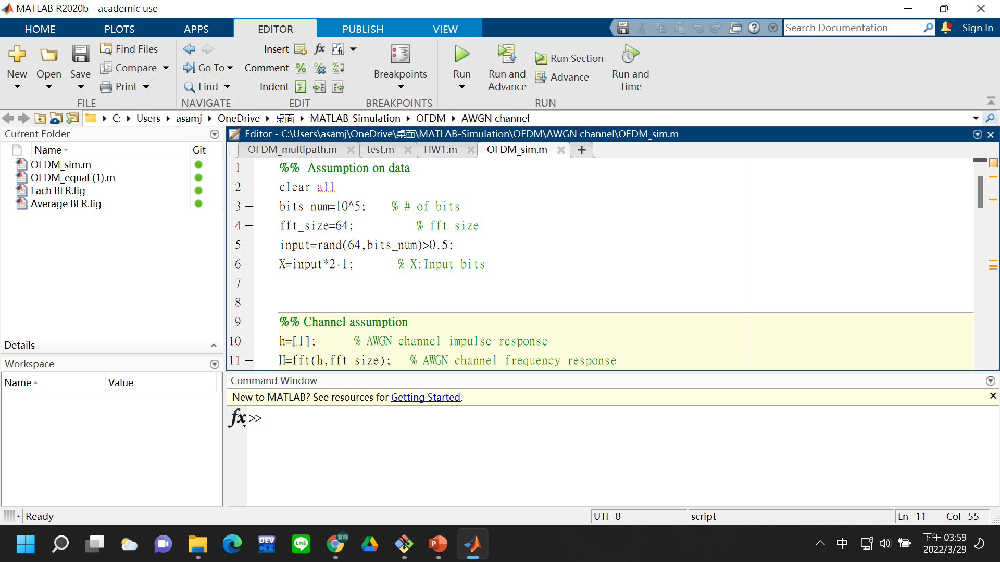 MATLAB R2020b - academic use
HOME PLOTS APPS EDITOR PUBLISH VIEW Search Documentation Sign In
New Open Save Find Files Compare Print
FILE
Go To Find
NAVIGATE
Insert fx fi
Comment
Indent
EDIT
Breakpoints
BREAKPOINTS
Run Run and Advance Run Section Advance Run and Time
RUN
C: Users asamj OneDrive 桌面 MATLAB-Simulation OFDM AWGN channel
Current Folder
Name Git
OFDM_sim.m
OFDM_equal (1).m
Each BER.fig
Average BER.fig
Details
Workspace
Name Value
Editor - C:\Users\asamj\OneDrive\桌面\MATLAB-Simulation\OFDM\AWGN channel\OFDM_sim.m
OFDM_multipath.m test.m HW1.m OFDM_sim.m +
1 %% Assumption on data
2 — clear all
3 — bits_num=10^5; % # of bits
4 — fft_size=64; % fft size
5 — input=rand(64,bits_num)>0.5;
6 — X=input*2-1; % X:Input bits
7
8
9 %% Channel assumption
10 — h=[1]; % AWGN channel impulse response
11 — H=fft(h,fft_size); % AWGN channel frequency response
Command Window
New to MATLAB? See resources for Getting Started.
fx >>
Ready UTF-8 script Ln 11 Col 55
DEV C++ LINE 宜翔 P 中 下午 03:59
2022/3/29